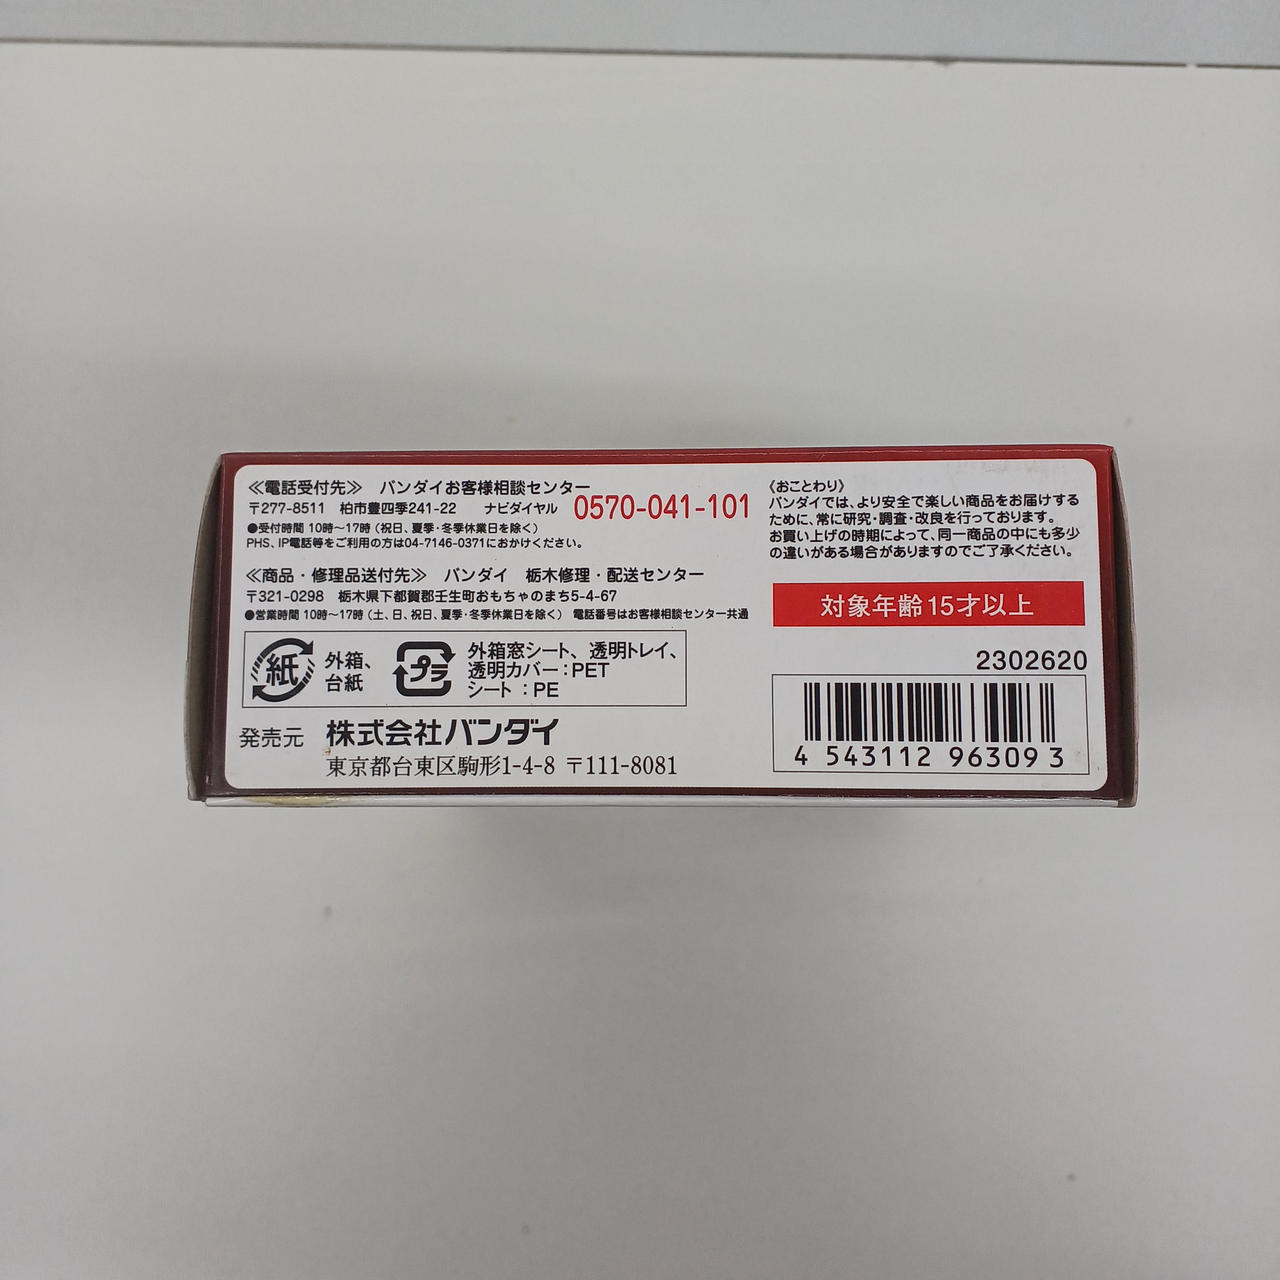 ≪電話受付先≫ バンダイお客様相談センター
〒277-8511 柏市豊四季241-22 ナビダイヤル 0570-041-101
●受付時間 10時～17時(祝日、夏季・冬季休業日を除く)
PHS、IP電話等をご利用の方は04-7146-0371におかけください。
≪商品・修理品送付先≫ バンダイ 栃木修理・配送センター
〒321-0298 栃木県下都賀郡壬生町おもちゃのまち5-4-67
●営業時間 10時～17時(土、日、祝日、夏季・冬季休業日を除く) 電話番号はお客様相談センター共通
紙
外箱、
台紙
プラ
外箱窓シート、透明トレイ、
透明カバー：PET
シート ：PE
発売元 株式会社バンダイ
東京都台東区駒形1-4-8 〒111-8081
《おことわり》
バンダイでは、より安全で楽しい商品をお届けする
ために、常に研究・調査・改良を行っております。
お買い上げの時期によって、同一商品の中にも多少
の違いがある場合がありますのでご了承ください。
対象年齢 15才以上
2302620
4 543112 963093